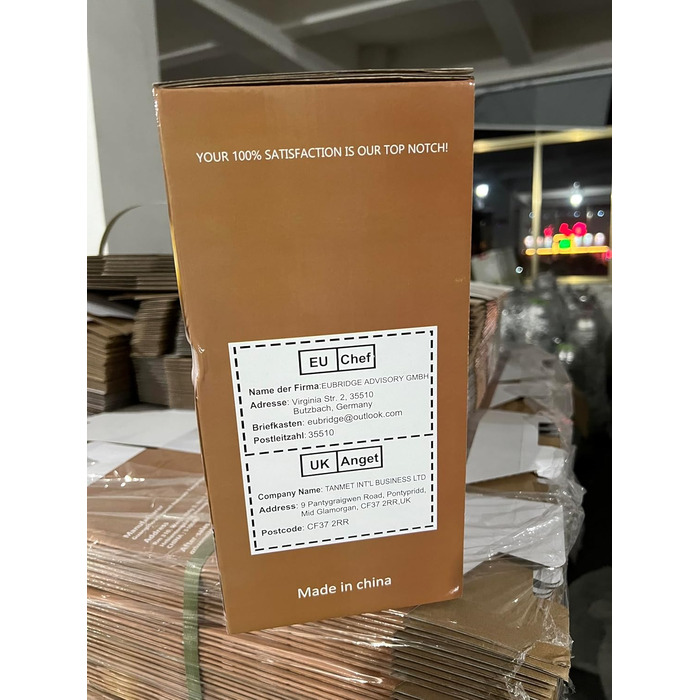 YOUR 100% SATISFACTION IS OUR TOP NOTCH!
EU Chef
Name der Firma:EUBRIDGE ADVISORY GMBH
Adresse: Virginia Str. 2, 35510
Butzbach, Germany
Briefkasten: eubridge@outlook.com
Postleitzahl: 35510
UK Anget
Company Name: TANMET INT'L BUSINESS LTD
Address: 9 Pantygraigwen Road, Pontypridd,
Mid Glamorgan, CF37 2RR,UK
Postcode: CF37 2RR
Made in china